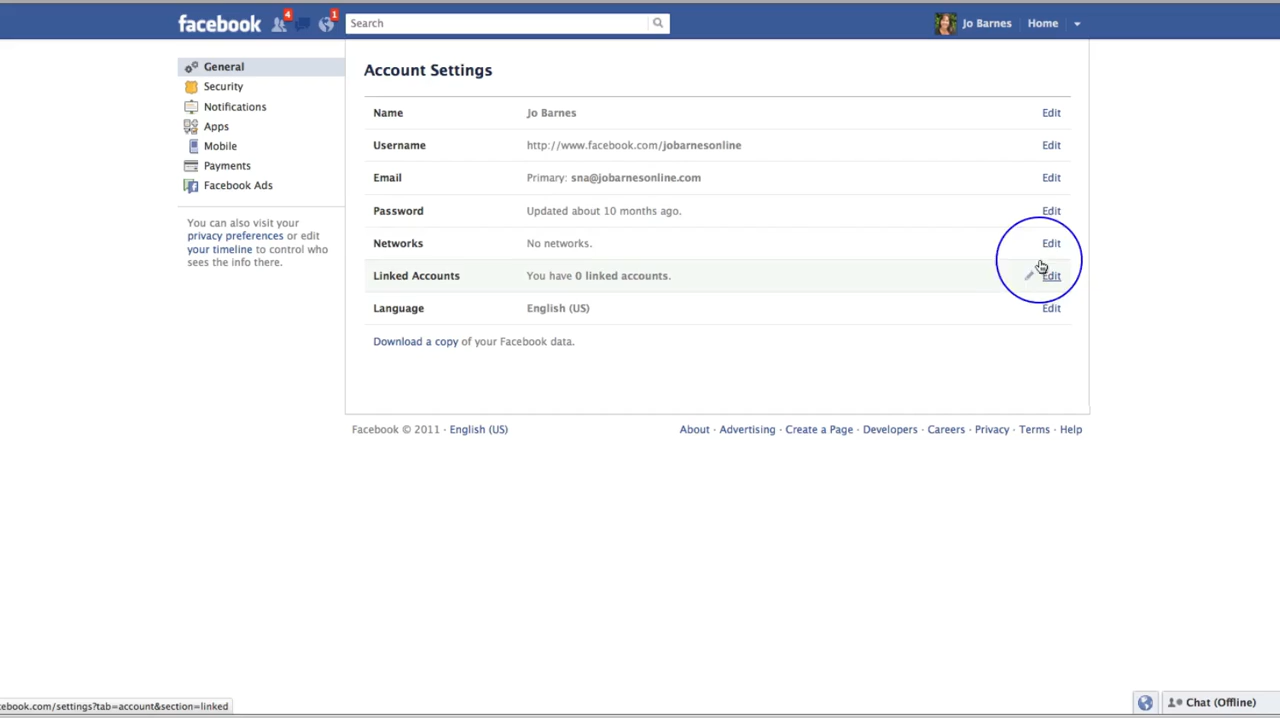 facebook 4 1 Search Jo Barnes Home
General
Security
Notifications
Apps
Mobile
Payments
Facebook Ads
You can also visit your
privacy preferences or edit
your timeline to control who
sees the info there.
Account Settings
Name Jo Barnes Edit
Username http://www.facebook.com/jobarnesonline Edit
Email Primary: sna@jobarnesonline.com Edit
Password Updated about 10 months ago. Edit
Networks No networks. Edit
Linked Accounts You have 0 linked accounts. Edit
Language English (US) Edit
Download a copy of your Facebook data.
Facebook © 2011 · English (US) About · Advertising · Create a Page · Developers · Careers · Privacy · Terms · Help
cebook.com/settings?tab=account&section=linked Chat (Offline)